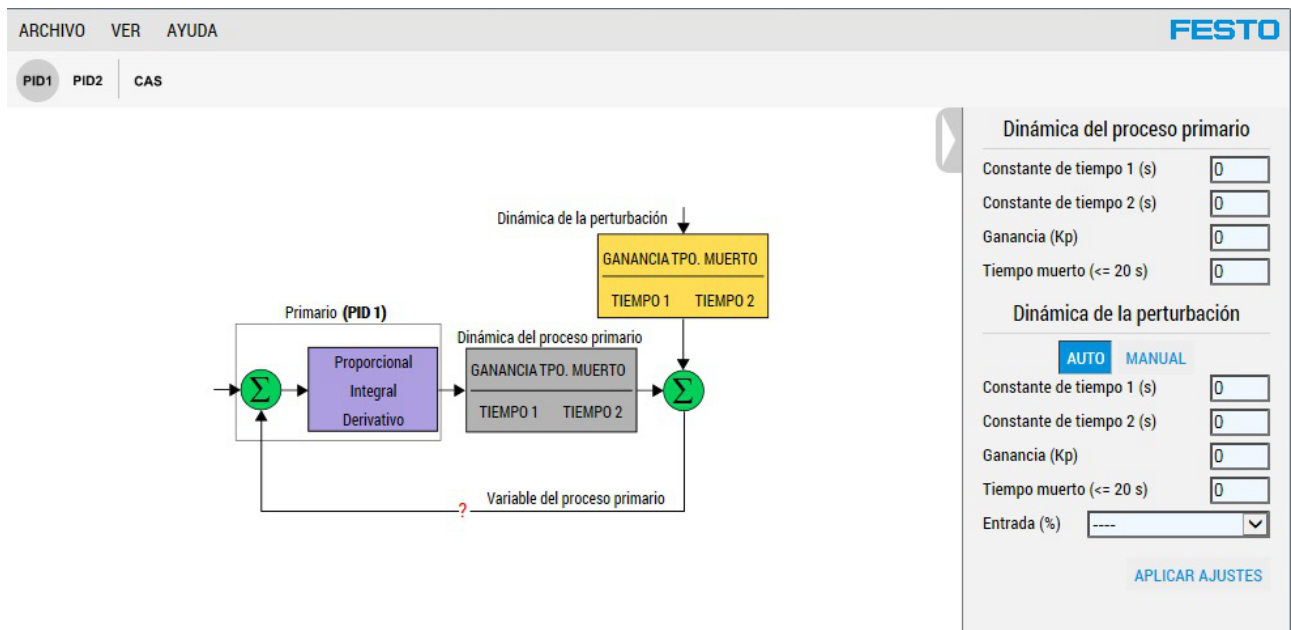 ARCHIVO VER AYUDA
FESTO
PID1 PID2 CAS
Dinámica de la perturbación
GANANCIA TPO. MUERTO
TIEMPO 1 TIEMPO 2
Primario (PID 1)
Σ
Proporcional
Integral
Derivativo
Dinámica del proceso primario
GANANCIA TPO. MUERTO
TIEMPO 1 TIEMPO 2
Σ
Variable del proceso primario
?
Dinámica del proceso primario
Constante de tiempo 1 (s) 0
Constante de tiempo 2 (s) 0
Ganancia (Kp) 0
Tiempo muerto (<= 20 s) 0
Dinámica de la perturbación
AUTO MANUAL
Constante de tiempo 1 (s) 0
Constante de tiempo 2 (s) 0
Ganancia (Kp) 0
Tiempo muerto (<= 20 s) 0
Entrada (%) ----
APLICAR AJUSTES